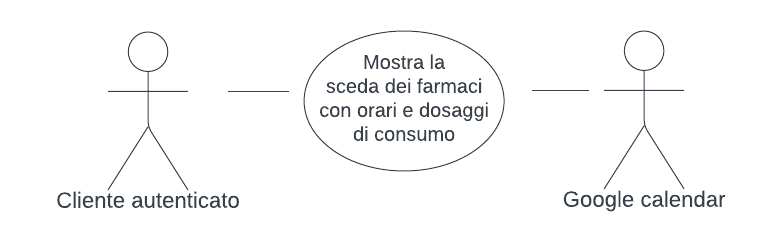 Mostra la
sceda dei farmaci
con orari e dosaggi
di consumo
Cliente autenticato
Google calendar